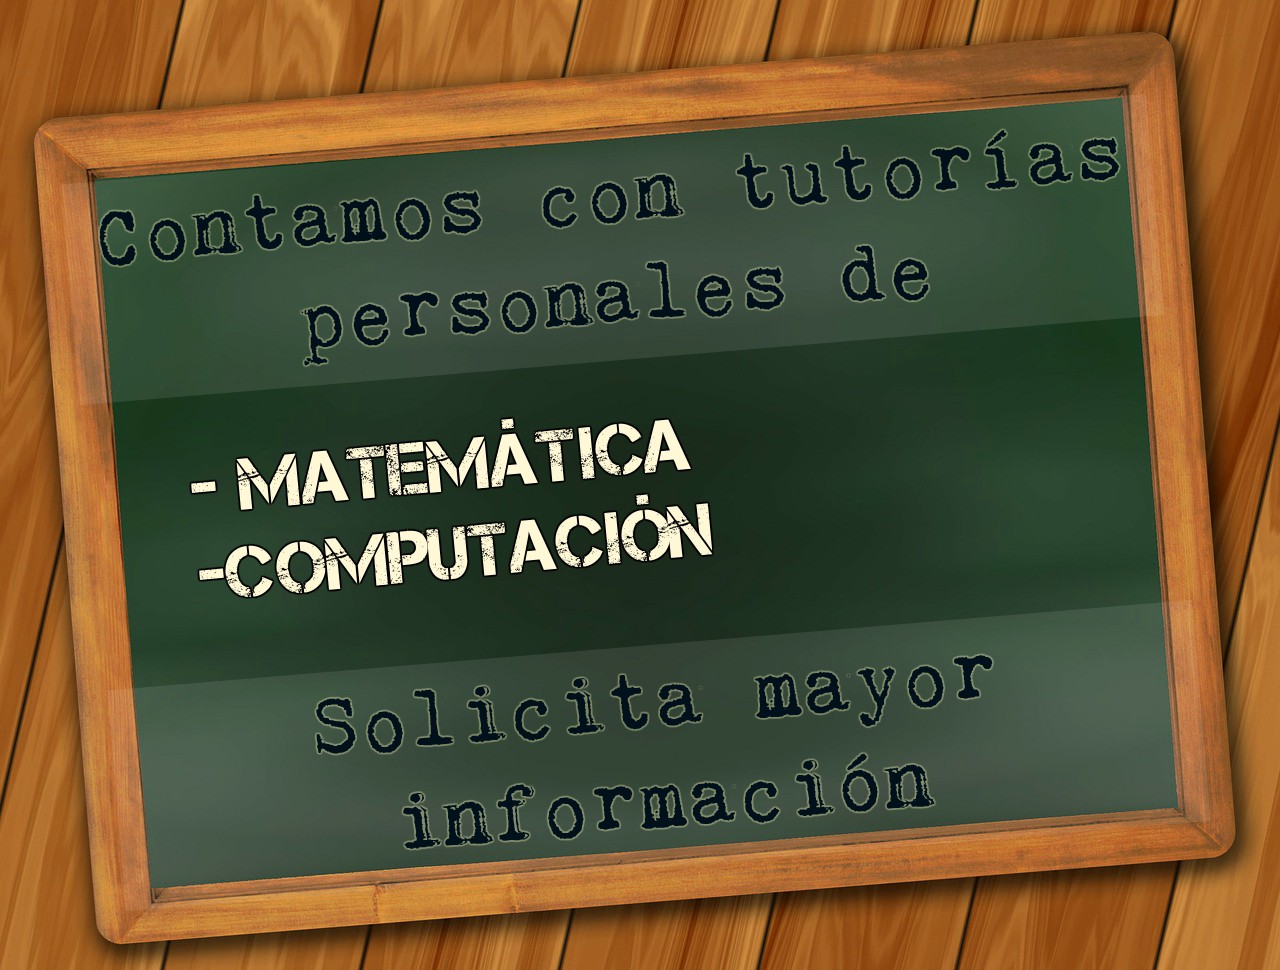 Contamos con tutorías
personales de
- MATEMÁTICA
-COMPUTACIÓN
Solicita mayor
información